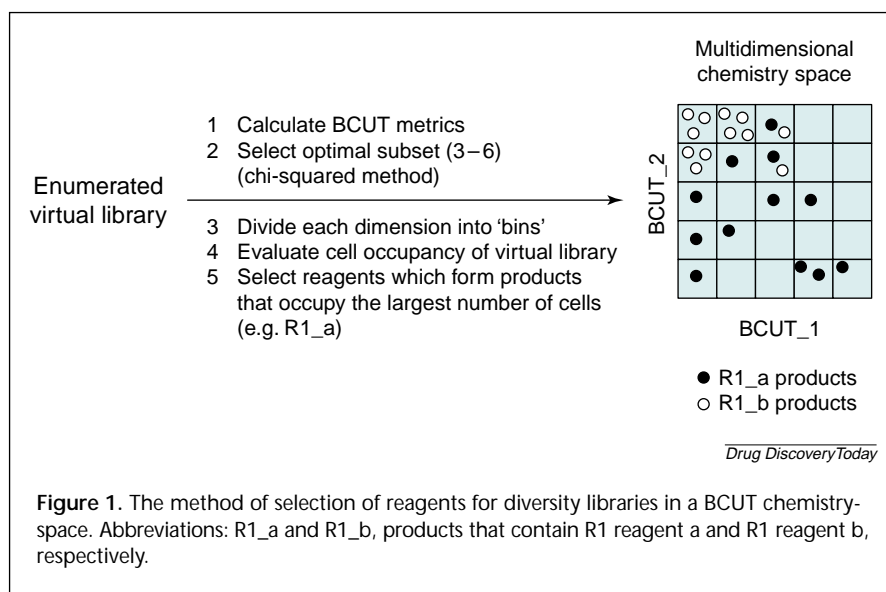 Enumerated
virtual library
1 Calculate BCUT metrics
2 Select optimal subset (3–6)
(chi-squared method)
3 Divide each dimension into ‘bins’
4 Evaluate cell occupancy of virtual library
5 Select reagents which form products
that occupy the largest number of cells
(e.g. R1_a)
Multidimensional
chemistry space
BCUT_2
BCUT_1
R1_a products
R1_b products
Drug Discovery Today
Figure 1. The method of selection of reagents for diversity libraries in a BCUT chemistry-
space. Abbreviations: R1_a and R1_b, products that contain R1 reagent a and R1 reagent b,
respectively.